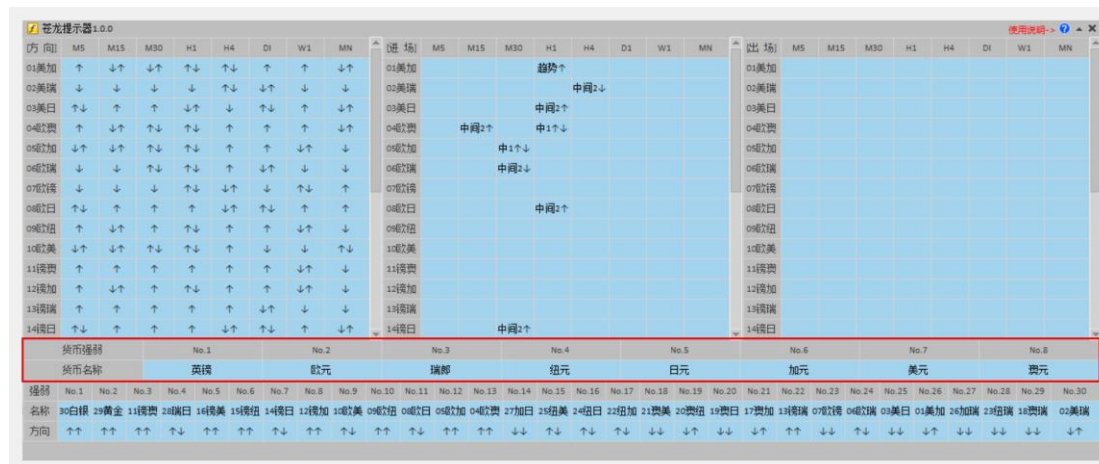 苍龙提示器1.0.0 使用说明->
[方 向] M5 M15 M30 H1 H4 DI W1 MN [进 场] M5 M15 M30 H1 H4 D1 W1 MN [出 场] M5 M15 M30 H1 H4 DI W1 MN
01美加 ↑ ↓↑ ↓↑ ↑↓ ↑↓ ↑ ↑ ↓↑ 01美加 趋势↑ 01美加
02美瑞 ↓ ↓ ↓ ↓ ↑↓ ↓↑ ↓ ↓ 02美瑞 中间2↓ 02美瑞
03美日 ↑↓ ↑ ↑ ↓↑ ↓ ↑↓ ↑ ↓↑ 03美日 中间2↑ 03美日
04欧澳 ↑ ↓↑ ↑↓ ↑↓ ↑ ↑ ↑ ↓↑ 04欧澳 中间2↑ 中1↑↓ 04欧澳
05欧加 ↓↑ ↓↑ ↑↓ ↑↓ ↑ ↑ ↓↑ ↓ 05欧加 中1↑↓ 05欧加
06欧瑞 ↓ ↓ ↑↓ ↑↓ ↑ ↓↑ ↓ ↓ 06欧瑞 中间2↓ 06欧瑞
07欧镑 ↓ ↓ ↓ ↑↓ ↓↑ ↓ ↑↓ ↑ 07欧镑 07欧镑
08欧日 ↑↓ ↑ ↑ ↑ ↓↑ ↑↓ ↑ ↑ 08欧日 中间2↑ 08欧日
09欧纽 ↑ ↓↑ ↑ ↑↓ ↑ ↑ ↓↑ ↓ 09欧纽 09欧纽
10欧美 ↓↑ ↓↑ ↑↓ ↑↓ ↑ ↓ ↓ ↑↓ 10欧美 10欧美
11镑澳 ↑ ↑ ↑ ↑ ↑ ↑ ↓↑ ↓ 11镑澳 11镑澳
12镑加 ↑ ↓↑ ↑ ↑↓ ↑ ↑ ↓↑ ↓ 12镑加 12镑加
13镑瑞 ↑ ↑ ↑ ↑ ↑ ↓↑ ↓ ↓ 13镑瑞 13镑瑞
14镑日 ↑↓ ↑ ↑ ↑ ↓↑ ↑↓ ↑ ↓↑ 14镑日 中间2↑ 14镑日
货币强弱 No.1 No.2 No.3 No.4 No.5 No.6 No.7 No.8
货币名称 英镑 欧元 瑞郎 纽元 日元 加元 美元 澳元
强弱 No.1 No.2 No.3 No.4 No.5 No.6 No.7 No.8 No.9 No.10 No.11 No.12 No.13 No.14 No.15 No.16 No.17 No.18 No.19 No.20 No.21 No.22 No.23 No.24 No.25 No.26 No.27 No.28 No.29 No.30
名称 30白银 29黄金 11镑澳 28瑞日 16镑美 15镑纽 14镑日 12镑加 10欧美 09欧纽 08欧日 05欧加 04欧澳 27加日 25纽美 24纽日 22纽加 21澳美 20澳纽 19澳日 17澳加 13镑瑞 07欧镑 06欧瑞 03美日 01美加 26加瑞 23纽瑞 18澳瑞 02美瑞
方向 ↑↑ ↑↑ ↑↑ ↑↓ ↑↑ ↑↑ ↑↓ ↑↑ ↑↓ ↑↑ ↑↓ ↑↑ ↑↑ ↓↓ ↑↓ ↑↓ ↑↓ ↓↓ ↓↓ ↓↓ ↓↑ ↑↑ ↓↓ ↑↓ ↓↓ ↓↑ ↓↓ ↓↓ ↓↓ ↓↑